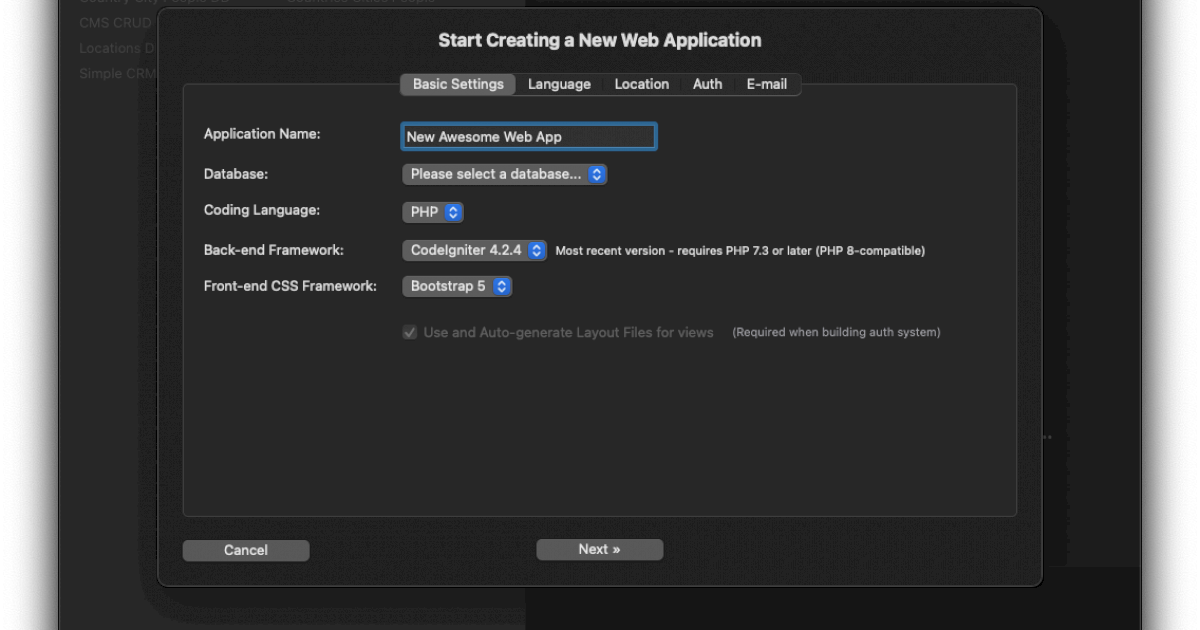 CMS CRUD
Locations D
Simple CRM
Start Creating a New Web Application
Basic Settings Language Location Auth E-mail
Application Name: New Awesome Web App
Database: Please select a database...
Coding Language: PHP
Back-end Framework: CodeIgniter 4.2.4 Most recent version - requires PHP 7.3 or later (PHP 8-compatible)
Front-end CSS Framework: Bootstrap 5
Use and Auto-generate Layout Files for views (Required when building auth system)
Cancel Next »